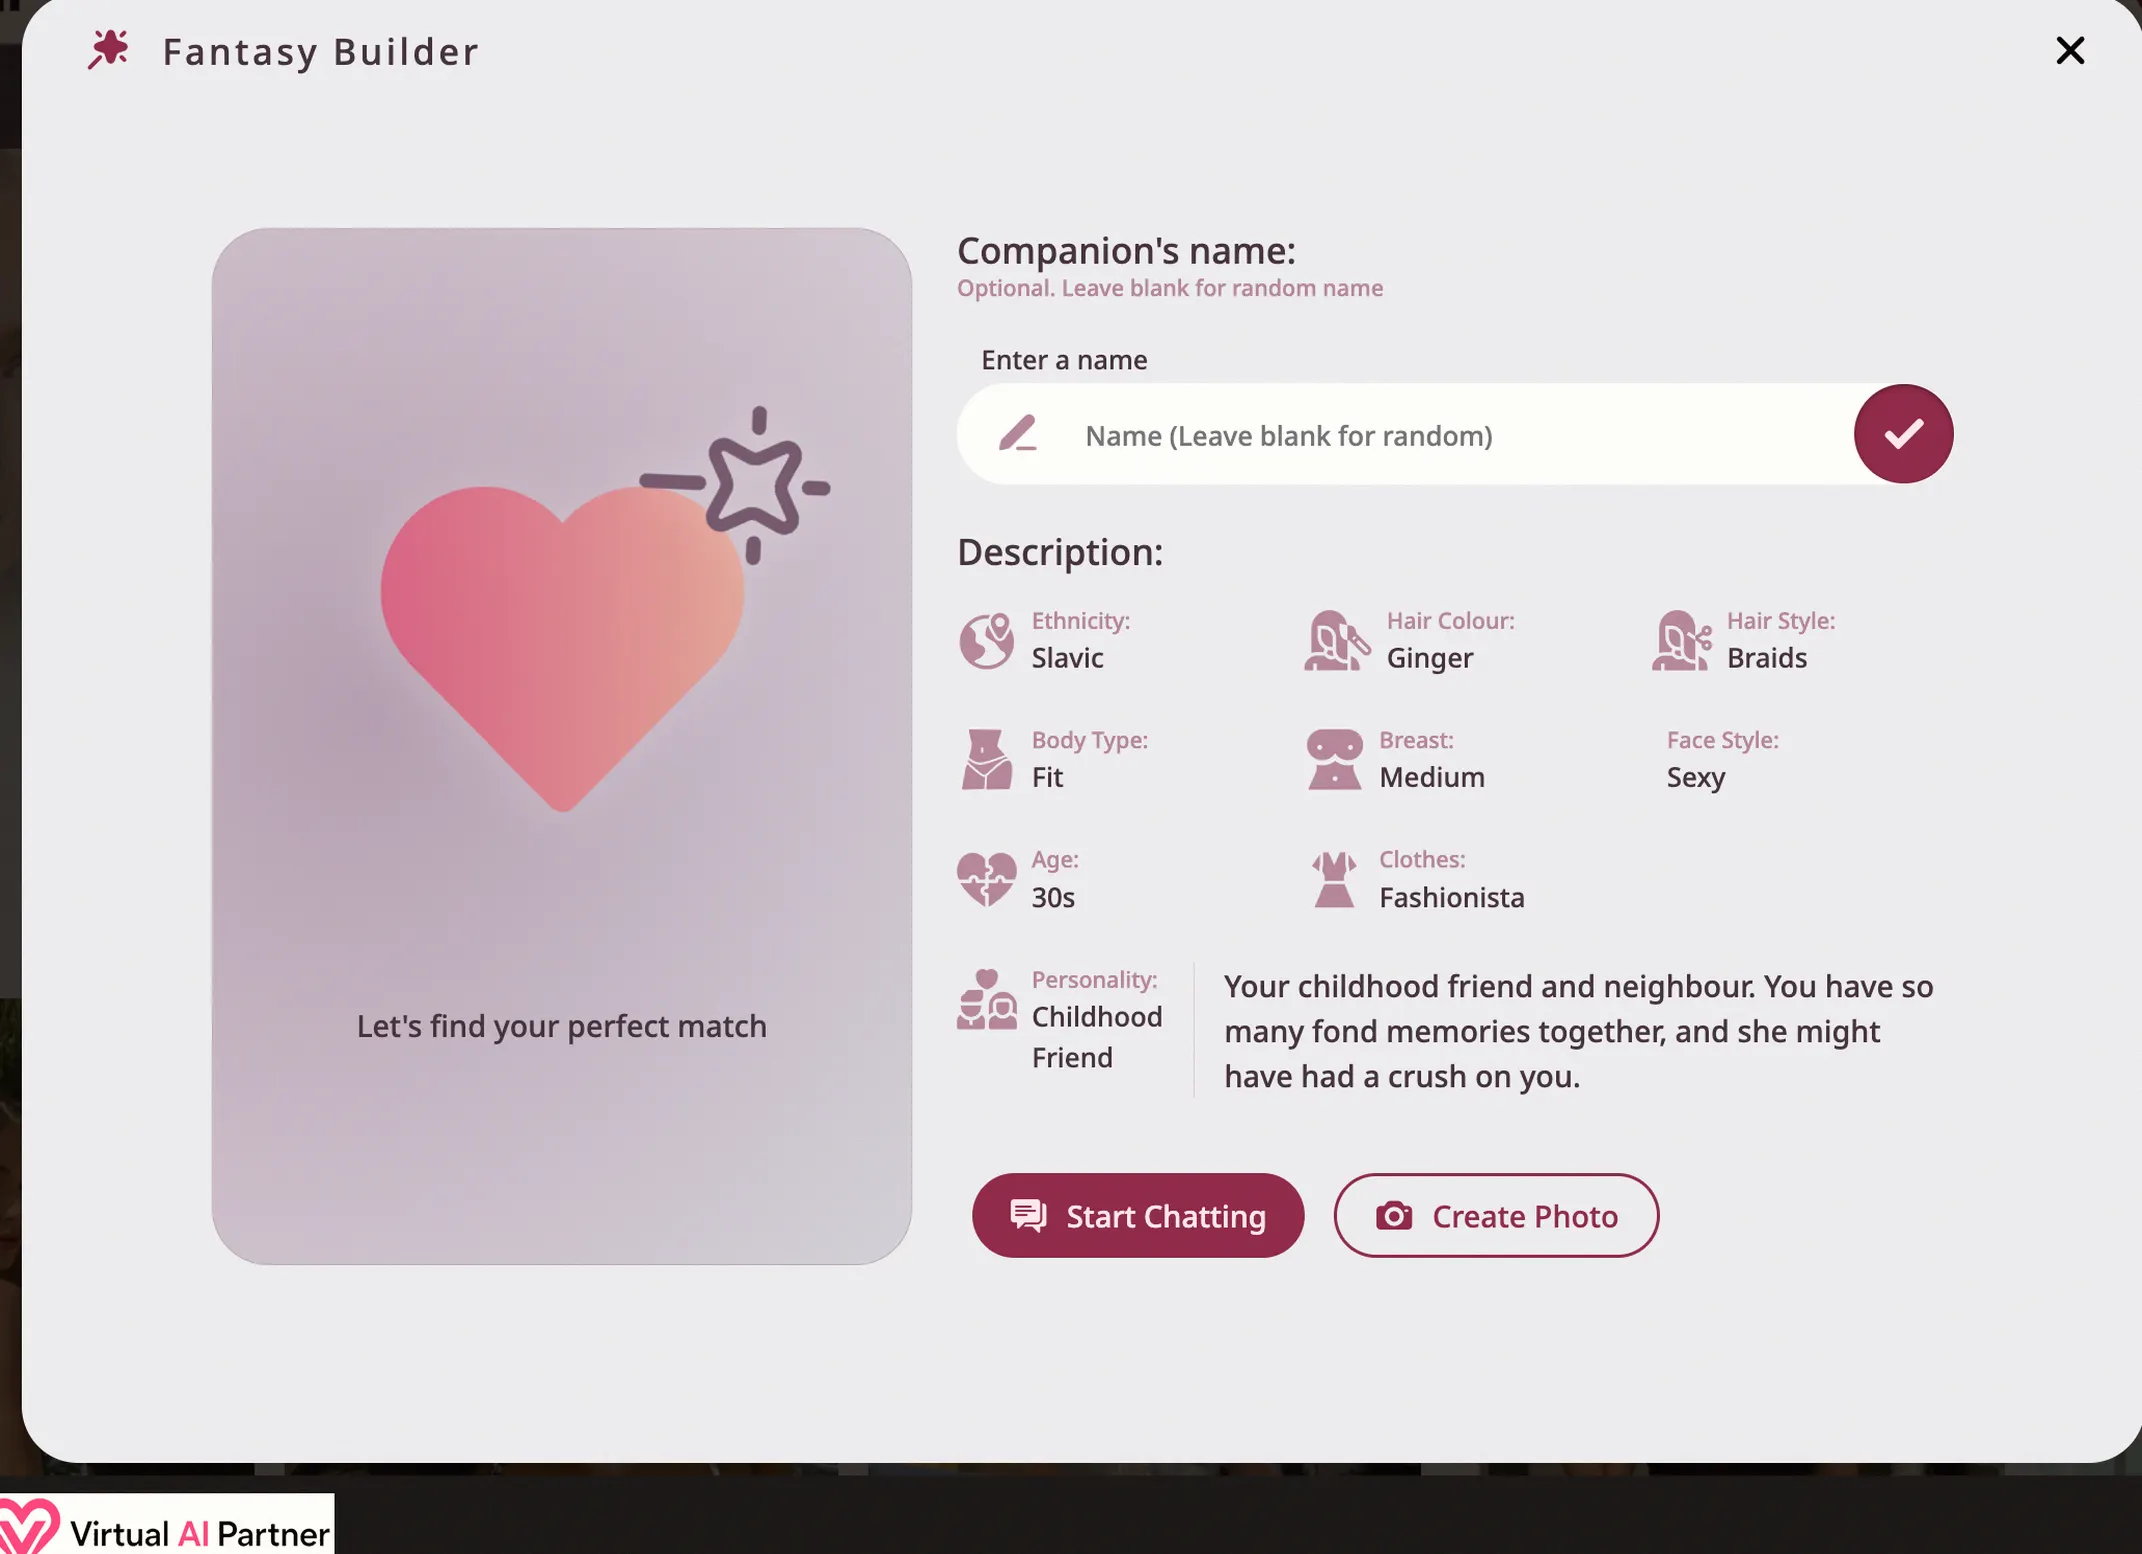 Fantasy Builder
Companion's name:
Optional. Leave blank for random name
Enter a name
Name (Leave blank for random)
Description:
Ethnicity:
Slavic
Hair Colour:
Ginger
Hair Style:
Braids
Body Type:
Fit
Breast:
Medium
Face Style:
Sexy
Age:
30s
Clothes:
Fashionista
Personality:
Childhood
Friend
Your childhood friend and neighbour. You have so
many fond memories together, and she might
have had a crush on you.
Let's find your perfect match
Start Chatting
Create Photo
Virtual AI Partner